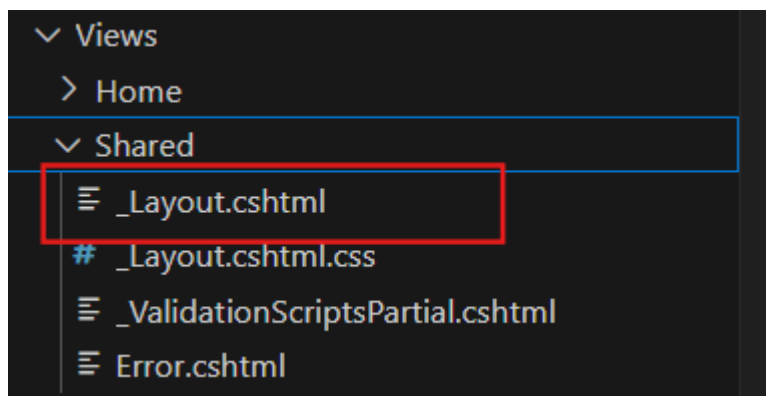 Views
Home
Shared
_Layout.cshtml
# _Layout.cshtml.css
_ValidationScriptsPartial.cshtml
Error.cshtml